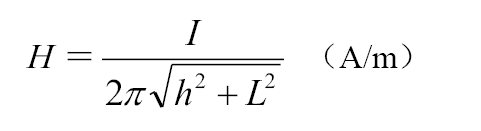 H = I / 2π√(h² + L²) （A/m）